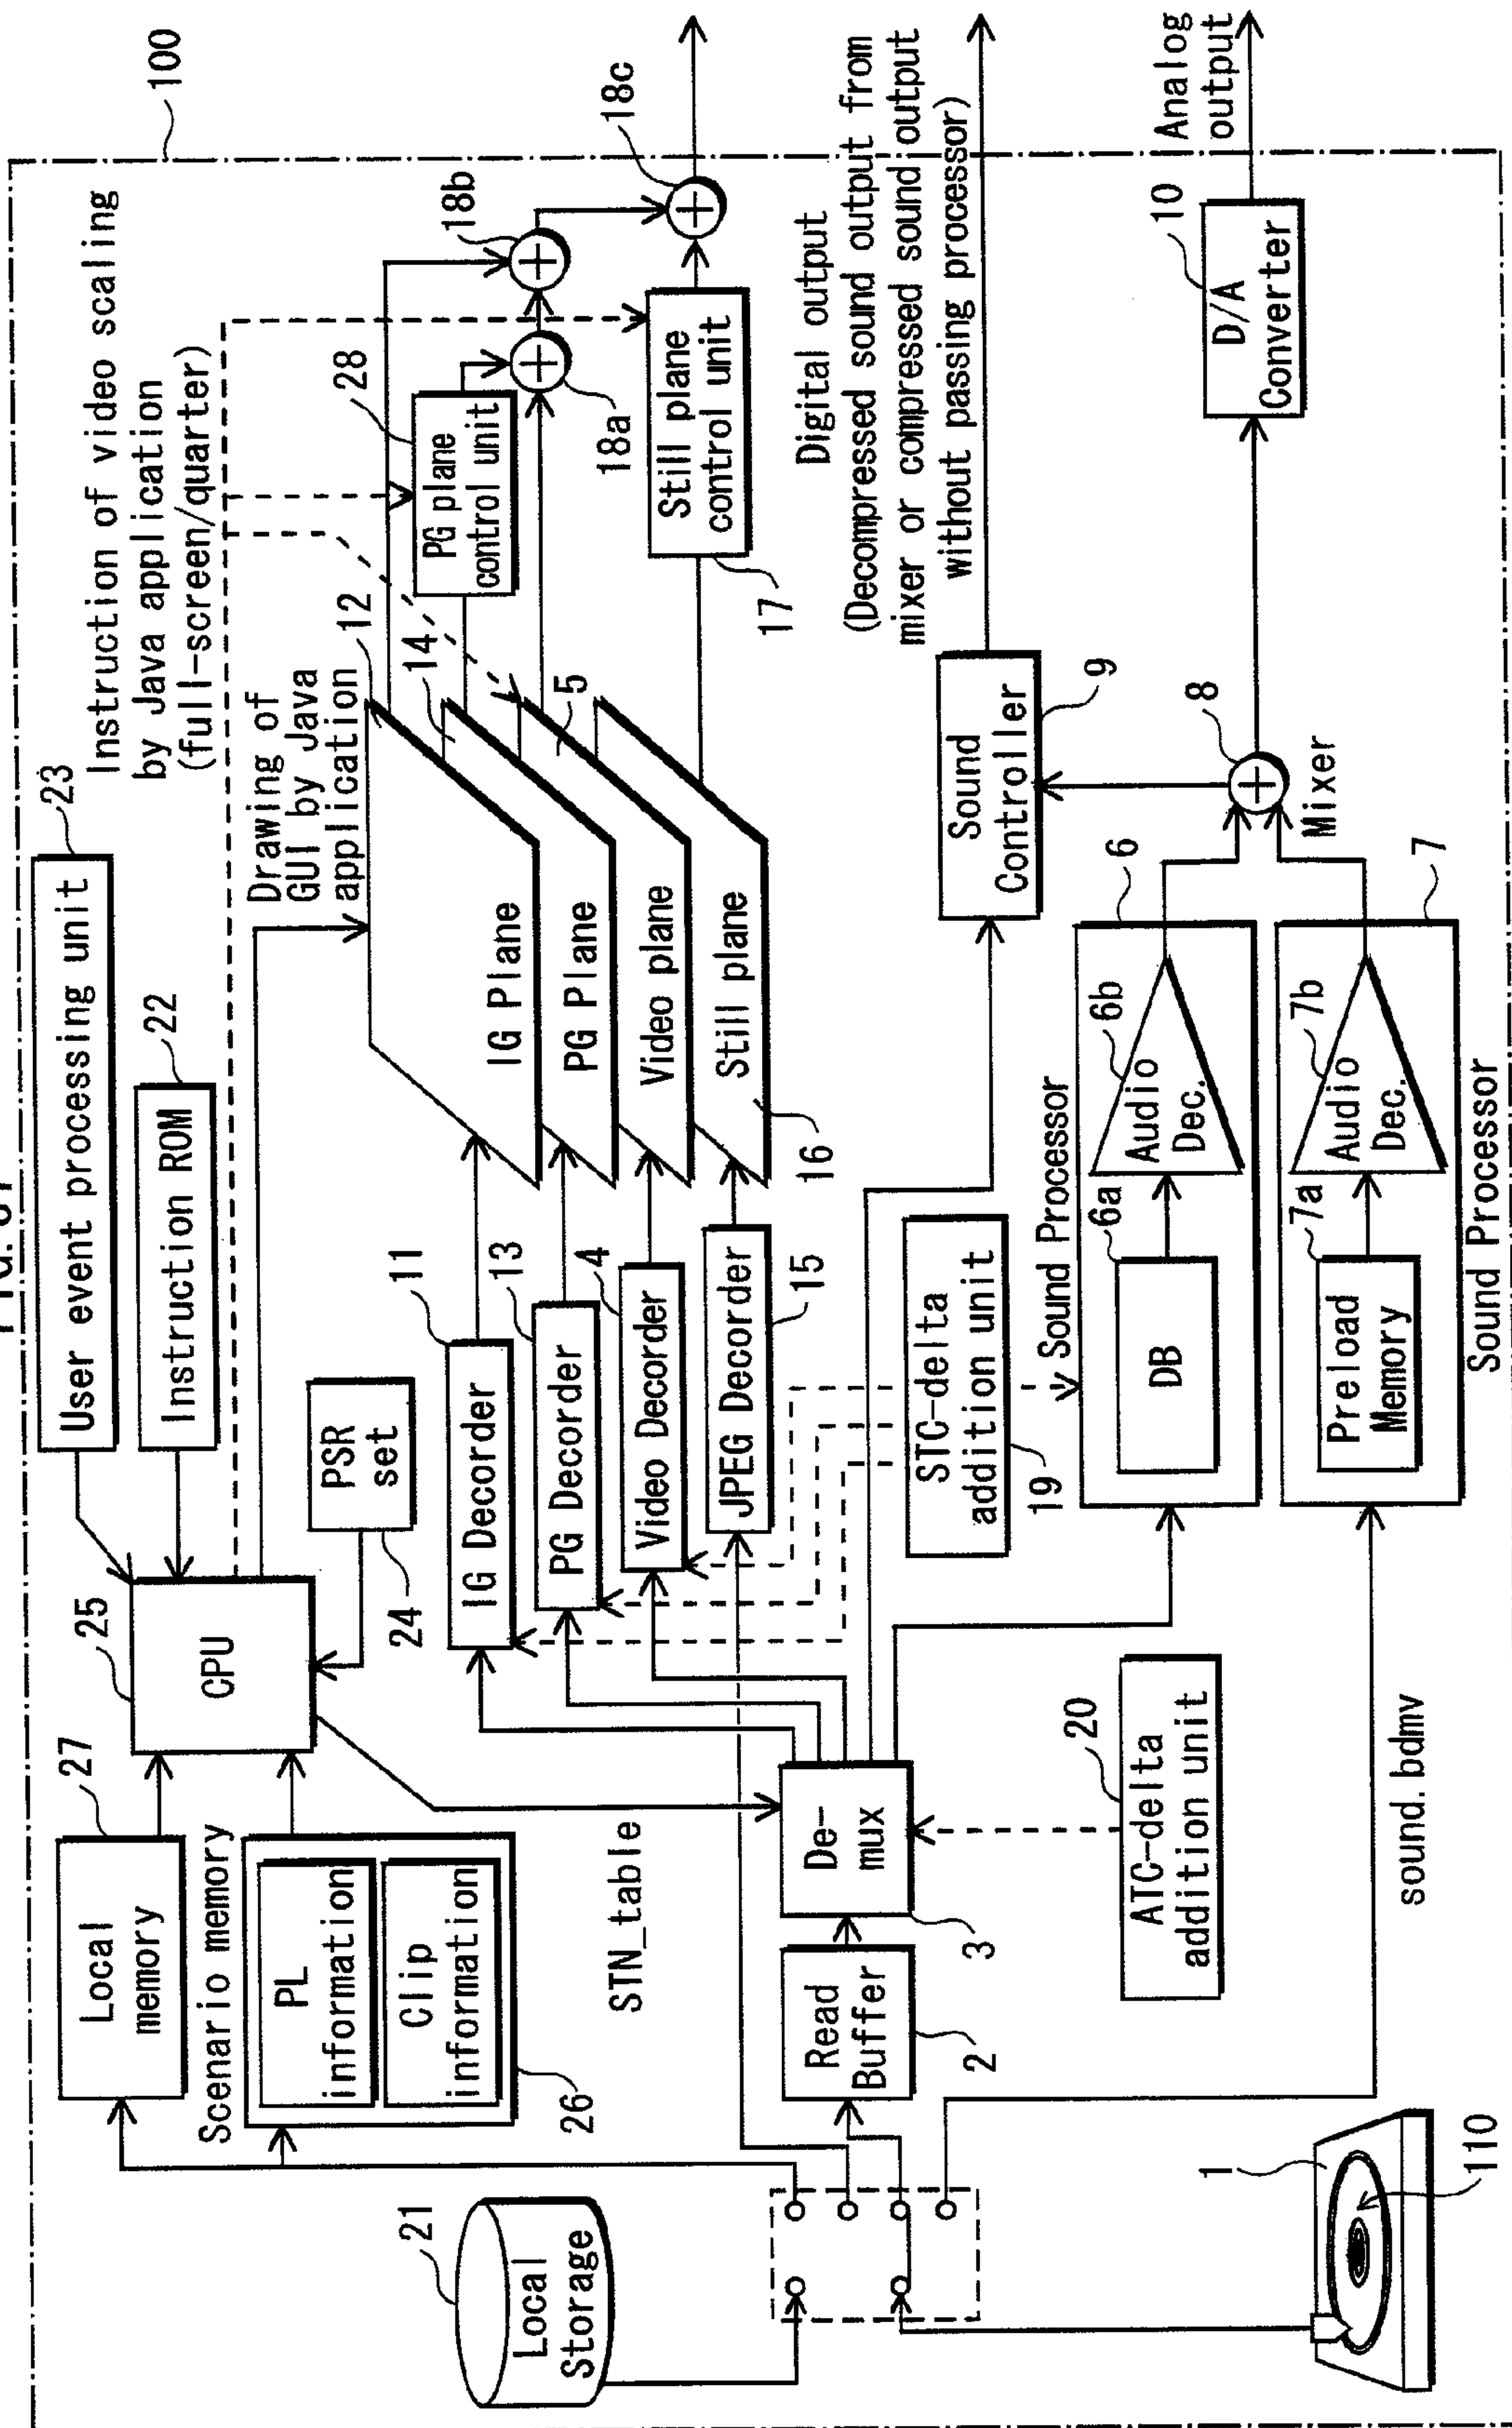 100
23
User event processing unit
Instruction of video scaling
by Java application
(full-screen/quarter)
22
Instruction ROM
Drawing of
GUI by Java
application
25
CPU
PSR
set
24
27
Local
memory
Scenario memory
PL
information
Clip
information
26
STN_table
21
Local
Storage
12
14
5
28
PG plane
control unit
18a
18b
18c
IG Plane
PG Plane
Video plane
Still plane
16
Still plane
control unit
17
11
IG Decorder
13
PG Decorder
4
Video Decorder
JPEG Decorder
15
Digital output
(Decompressed sound output from
mixer or compressed sound output
without passing processor)
De-
mux
3
Read
Buffer
2
STC-delta
addition unit
19
ATC-delta
addition unit
20
Sound
Controller
9
Analog
output
10
D/A
Converter
8
Mixer
Sound Processor
6
6a
DB
6b
Audio
Dec.
7
7a
Preload
Memory
7b
Audio
Dec.
Sound Processor
sound.bdmv
1
110